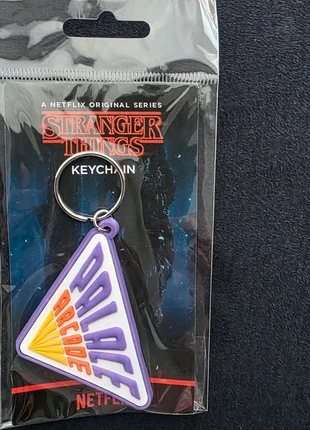 A NETFLIX ORIGINAL SERIES
STRANGER
THINGS
KEYCHAIN
PALACE
ARCADE
NETFLIX